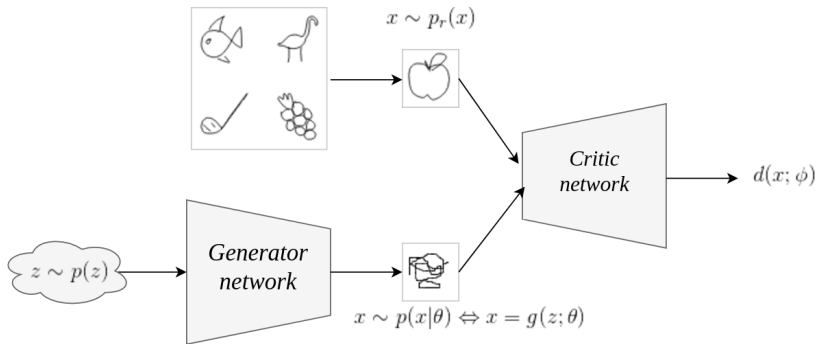 x ∼ p_r(x)
Critic
network
d(x; ϕ)
Generator
network
z ∼ p(z)
x ∼ p(x|θ) ⇔ x = g(z; θ)